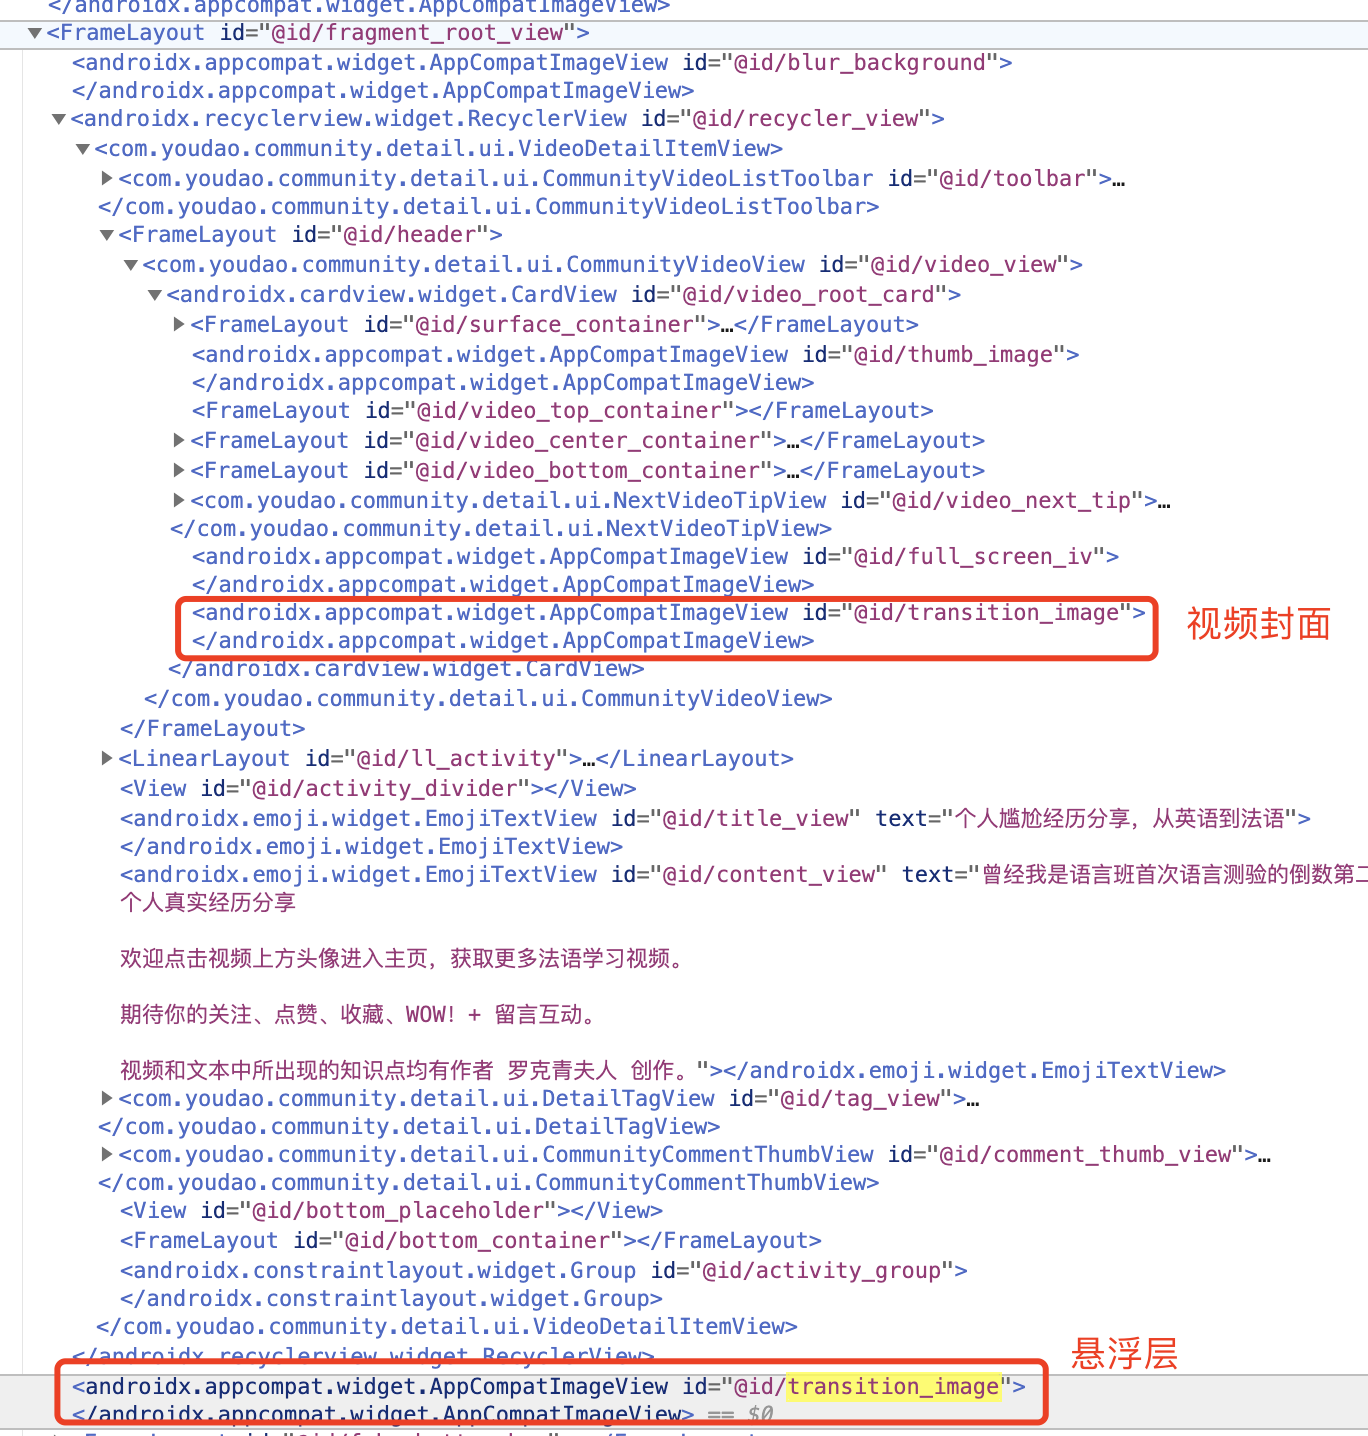 </androidx.appcompat.widget.AppCompatImageView>
▼<FrameLayout id="@id/fragment_root_view">
<androidx.appcompat.widget.AppCompatImageView id="@id/blur_background">
</androidx.appcompat.widget.AppCompatImageView>
▼<androidx.recyclerview.widget.RecyclerView id="@id/recycler_view">
▼<com.youdao.community.detail.ui.VideoDetailItemView>
▶<com.youdao.community.detail.ui.CommunityVideoListToolbar id="@id/toolbar">…
</com.youdao.community.detail.ui.CommunityVideoListToolbar>
▼<FrameLayout id="@id/header">
▼<com.youdao.community.detail.ui.CommunityVideoView id="@id/video_view">
▼<androidx.cardview.widget.CardView id="@id/video_root_card">
▶<FrameLayout id="@id/surface_container">…</FrameLayout>
<androidx.appcompat.widget.AppCompatImageView id="@id/thumb_image">
</androidx.appcompat.widget.AppCompatImageView>
<FrameLayout id="@id/video_top_container"></FrameLayout>
▶<FrameLayout id="@id/video_center_container">…</FrameLayout>
▶<FrameLayout id="@id/video_bottom_container">…</FrameLayout>
▶<com.youdao.community.detail.ui.NextVideoTipView id="@id/video_next_tip">…
</com.youdao.community.detail.ui.NextVideoTipView>
<androidx.appcompat.widget.AppCompatImageView id="@id/full_screen_iv">
</androidx.appcompat.widget.AppCompatImageView>
<androidx.appcompat.widget.AppCompatImageView id="@id/transition_image">
视频封面
</androidx.appcompat.widget.AppCompatImageView>
</androidx.cardview.widget.CardView>
</com.youdao.community.detail.ui.CommunityVideoView>
</FrameLayout>
▶<LinearLayout id="@id/ll_activity">…</LinearLayout>
<View id="@id/activity_divider"></View>
<androidx.emoji.widget.EmojiTextView id="@id/title_view" text="个人尴尬经历分享，从英语到法语">
</androidx.emoji.widget.EmojiTextView>
<androidx.emoji.widget.EmojiTextView id="@id/content_view" text="曾经我是语言班首次语言测验的倒数第二
个人真实经历分享
欢迎点击视频上方头像进入主页，获取更多法语学习视频。
期待你的关注、点赞、收藏、WOW! + 留言互动。
视频和文本中所出现的知识点均有作者 罗克青夫人 创作。"></androidx.emoji.widget.EmojiTextView>
▶<com.youdao.community.detail.ui.DetailTagView id="@id/tag_view">…
</com.youdao.community.detail.ui.DetailTagView>
▶<com.youdao.community.detail.ui.CommunityCommentThumbView id="@id/comment_thumb_view">…
</com.youdao.community.detail.ui.CommunityCommentThumbView>
<View id="@id/bottom_placeholder"></View>
<FrameLayout id="@id/bottom_container"></FrameLayout>
<androidx.constraintlayout.widget.Group id="@id/activity_group">
</androidx.constraintlayout.widget.Group>
</com.youdao.community.detail.ui.VideoDetailItemView>
</androidx.recyclerview.widget.RecyclerView>
悬浮层
<androidx.appcompat.widget.AppCompatImageView id="@id/transition_image">
</androidx.appcompat.widget.AppCompatImageView> == $0